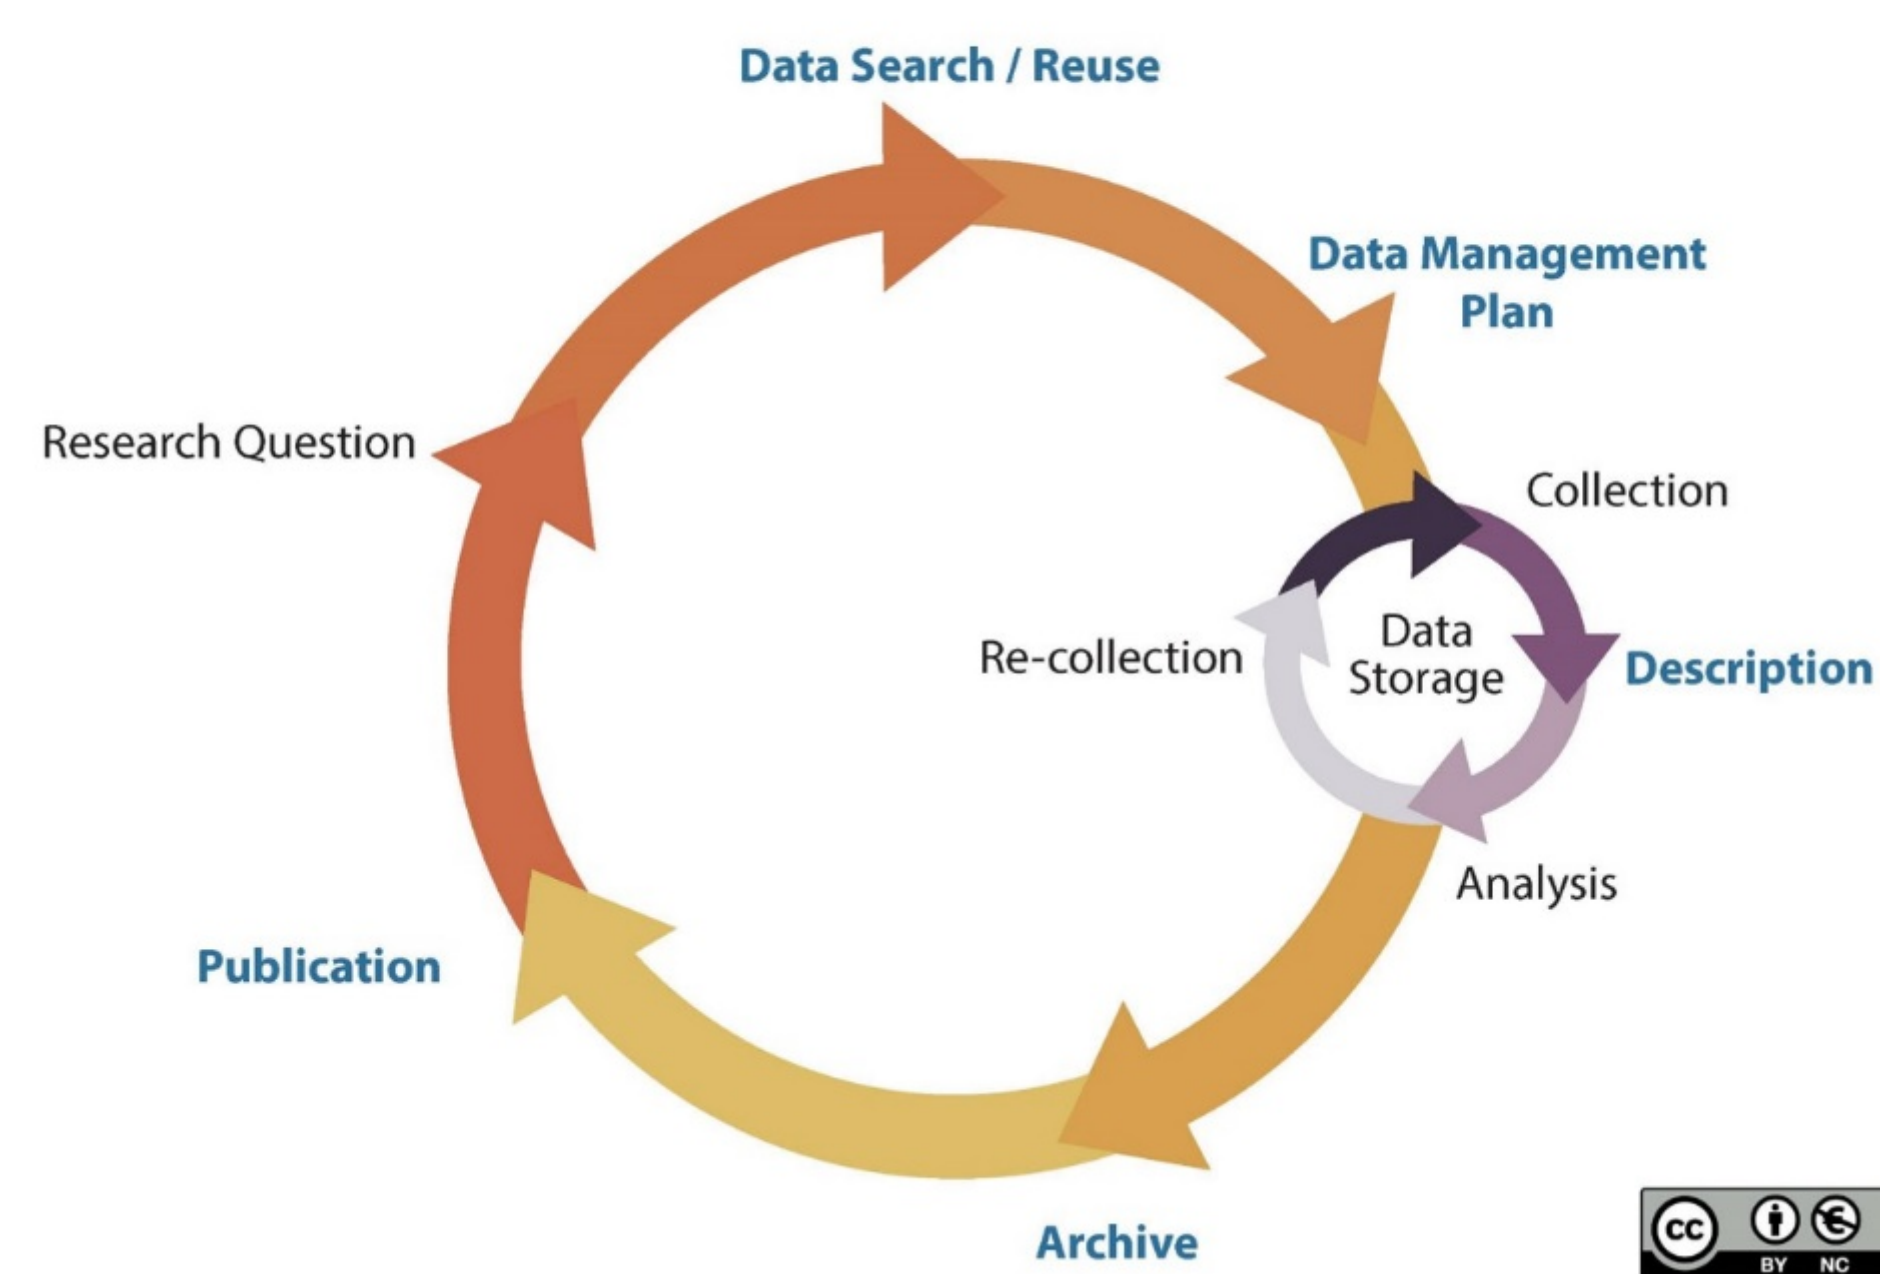 Data Search / Reuse
Data Management
Plan
Research Question
Collection
Re-collection
Data
Storage
Description
Analysis
Publication
Archive
cc
BY NC